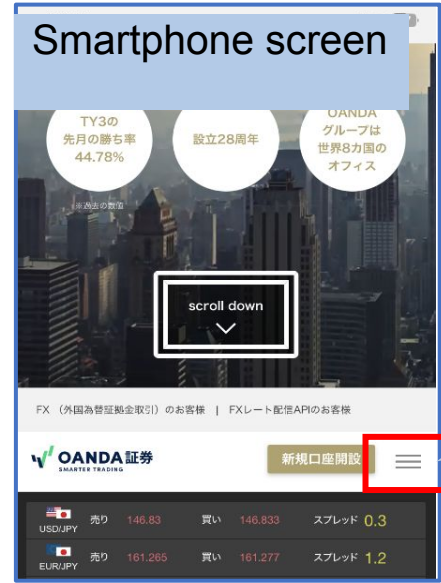 Smartphone screen
TY3の
先月の勝ち率
44.78%
設立28周年
OANDA
グループは
世界8カ国の
オフィス
※過去の数値
scroll down
FX （外国為替証拠金取引）のお客様 | FXレート配信APIのお客様
OANDA証券
SMARTER TRADING
新規口座開設
USD/JPY 売り 146.83 買い 146.833 スプレッド 0.3
EUR/JPY 売り 161.265 買い 161.277 スプレッド 1.2